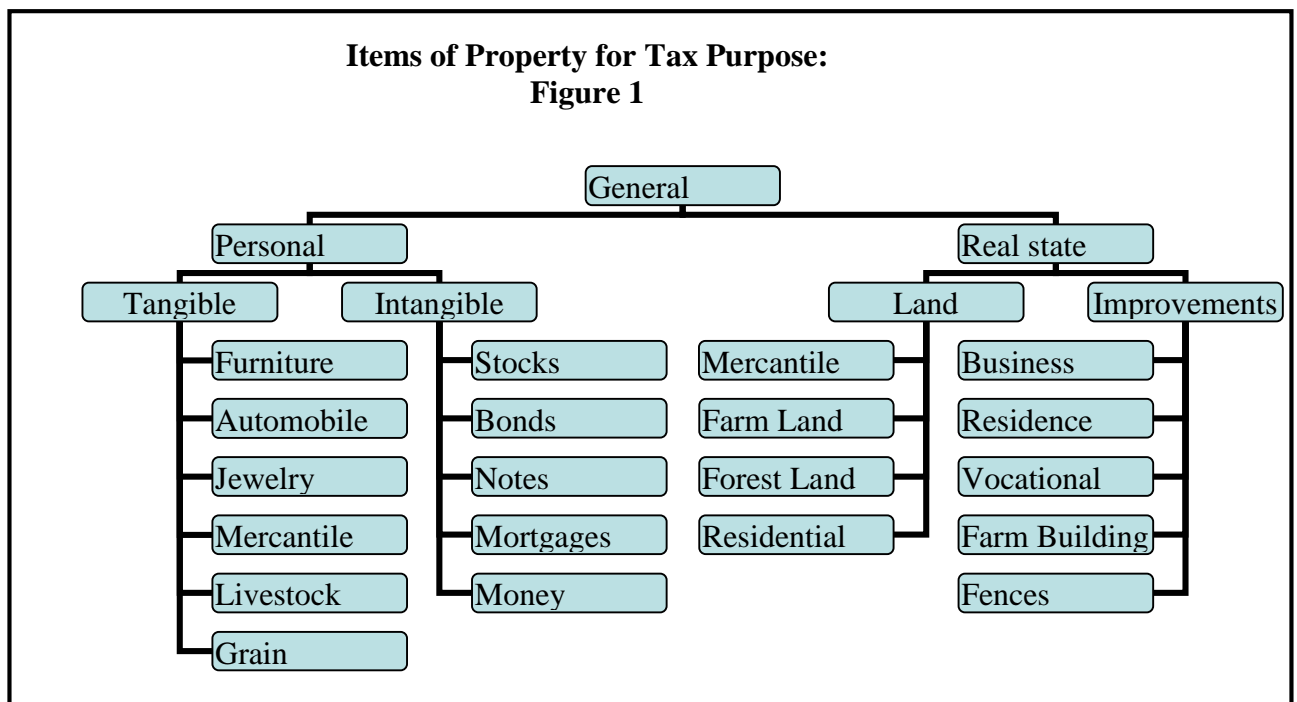 Items of Property for Tax Purpose:
Figure 1
General
Personal
Real state
Tangible
Intangible
Land
Improvements
Furniture
Stocks
Mercantile
Business
Automobile
Bonds
Farm Land
Residence
Jewelry
Notes
Forest Land
Vocational
Mercantile
Mortgages
Residential
Farm Building
Livestock
Money
Fences
Grain